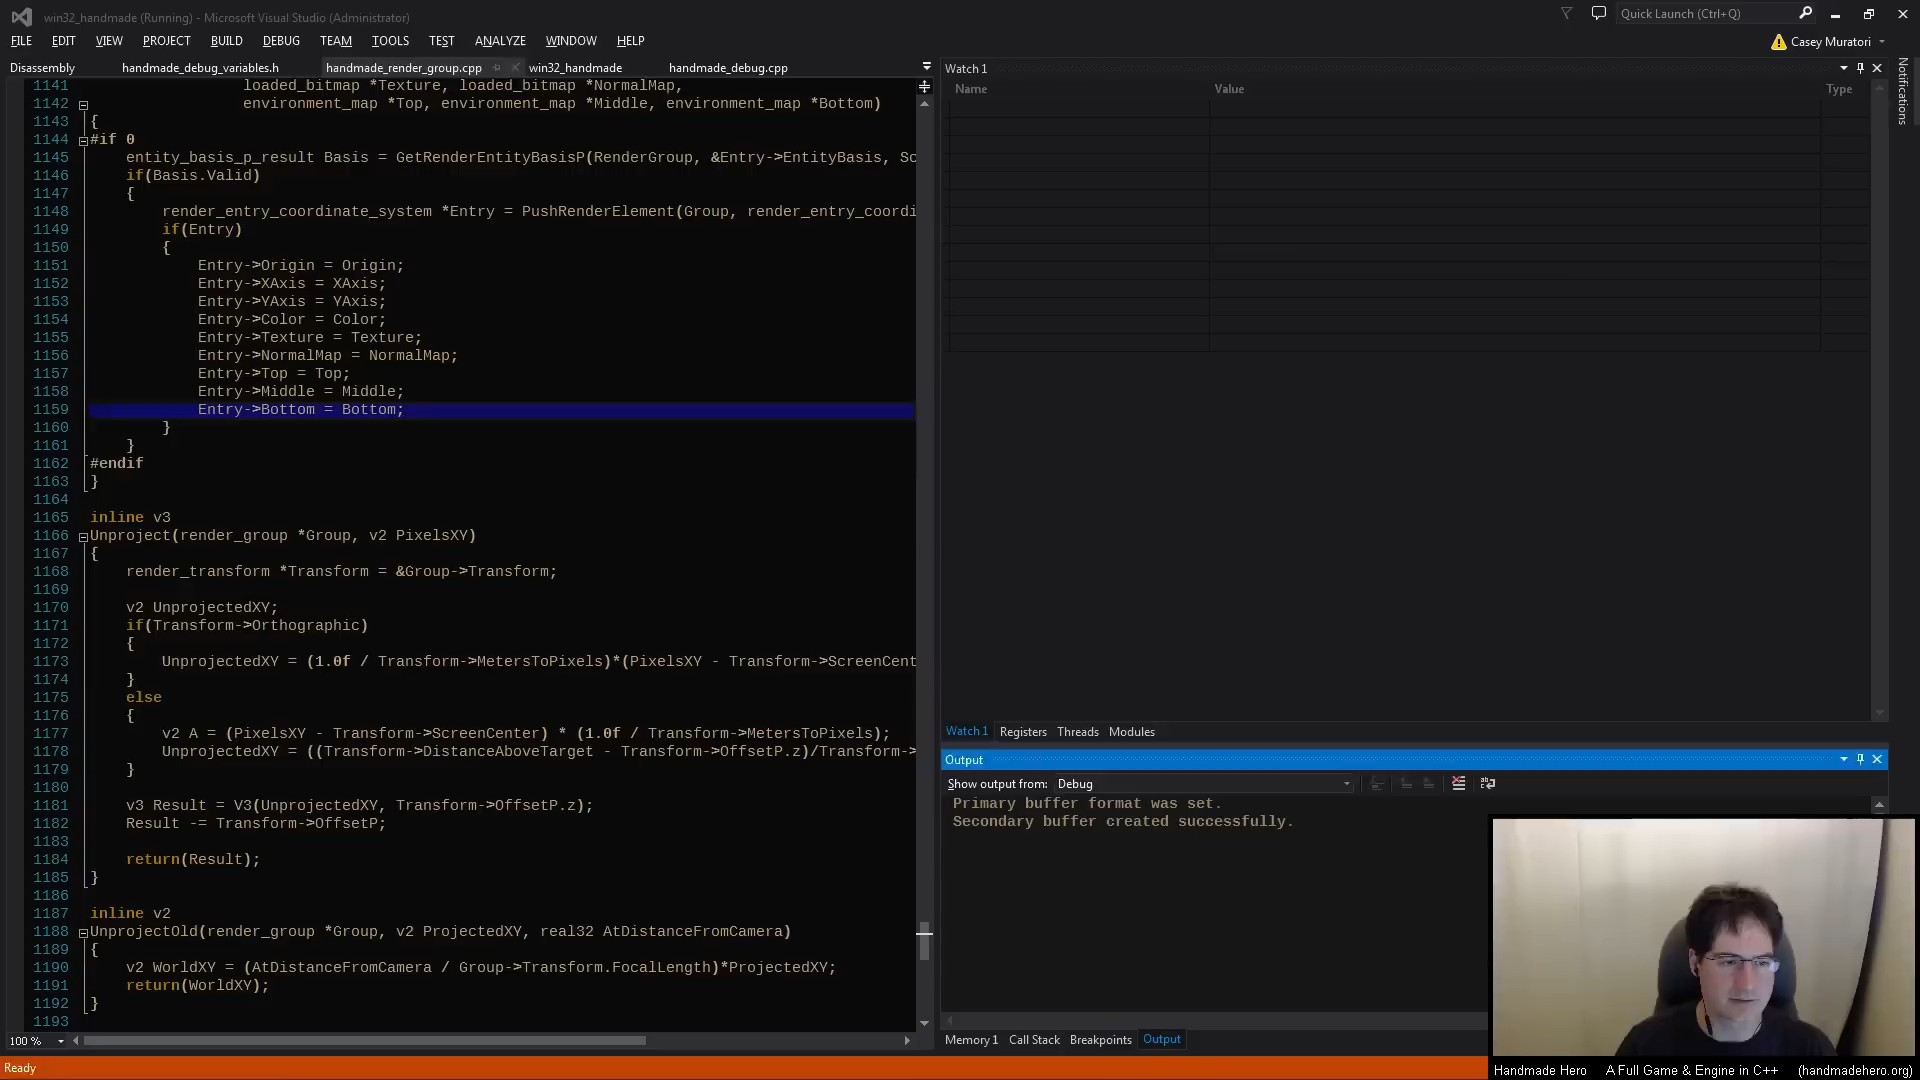 win32_handmade (Running) - Microsoft Visual Studio (Administrator)
Quick Launch (Ctrl+Q)
FILE EDIT VIEW PROJECT BUILD DEBUG TEAM TOOLS TEST ANALYZE WINDOW HELP
Casey Muratori
Disassembly handmade_debug_variables.h handmade_render_group.cpp win32_handmade handmade_debug.cpp
1141 loaded_bitmap *Texture, loaded_bitmap *NormalMap,
1142 environment_map *Top, environment_map *Middle, environment_map *Bottom)
1143 {
1144 #if 0
1145 entity_basis_p_result Basis = GetRenderEntityBasisP(RenderGroup, &Entry->EntityBasis, Sc
1146 if(Basis.Valid)
1147 {
1148 render_entry_coordinate_system *Entry = PushRenderElement(Group, render_entry_coordi
1149 if(Entry)
1150 {
1151 Entry->Origin = Origin;
1152 Entry->XAxis = XAxis;
1153 Entry->YAxis = YAxis;
1154 Entry->Color = Color;
1155 Entry->Texture = Texture;
1156 Entry->NormalMap = NormalMap;
1157 Entry->Top = Top;
1158 Entry->Middle = Middle;
1159 Entry->Bottom = Bottom;
1160 }
1161 }
1162 #endif
1163 }
1164
1165 inline v3
1166 Unproject(render_group *Group, v2 PixelsXY)
1167 {
1168 render_transform *Transform = &Group->Transform;
1169
1170 v2 UnprojectedXY;
1171 if(Transform->Orthographic)
1172 {
1173 UnprojectedXY = (1.0f / Transform->MetersToPixels)*(PixelsXY - Transform->ScreenCent
1174 }
1175 else
1176 {
1177 v2 A = (PixelsXY - Transform->ScreenCenter) * (1.0f / Transform->MetersToPixels);
1178 UnprojectedXY = ((Transform->DistanceAboveTarget - Transform->OffsetP.z)/Transform->
1179 }
1180
1181 v3 Result = V3(UnprojectedXY, Transform->OffsetP.z);
1182 Result -= Transform->OffsetP;
1183
1184 return(Result);
1185 }
1186
1187 inline v2
1188 UnprojectOld(render_group *Group, v2 ProjectedXY, real32 AtDistanceFromCamera)
1189 {
1190 v2 WorldXY = (AtDistanceFromCamera / Group->Transform.FocalLength)*ProjectedXY;
1191 return(WorldXY);
1192 }
1193
100 %
Ready
Watch 1
Name Value Type
Notifications
Watch 1 Registers Threads Modules
Output
Show output from: Debug
Primary buffer format was set.
Secondary buffer created successfully.
Memory 1 Call Stack Breakpoints Output
Handmade Hero A Full Game & Engine in C++ (handmadehero.org)